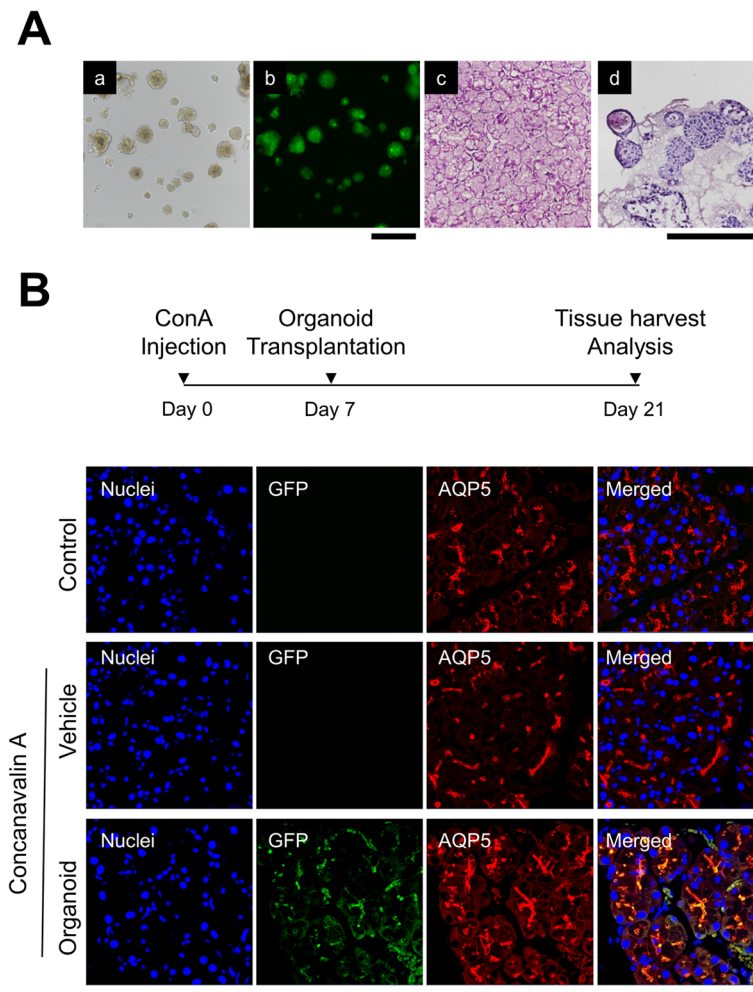 A
a
b
c
d
B
ConA
Injection
Organoid
Transplantation
Tissue harvest
Analysis
Day 0
Day 7
Day 21
Control
Nuclei
GFP
AQP5
Merged
Concanavalin A
Vehicle
Nuclei
GFP
AQP5
Merged
Organoid
Nuclei
GFP
AQP5
Merged